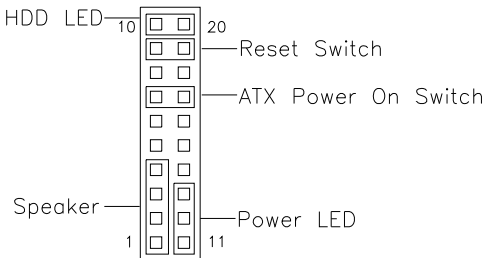 HDD LED
10 20
Reset Switch
ATX Power On Switch
Speaker
Power LED
1 11